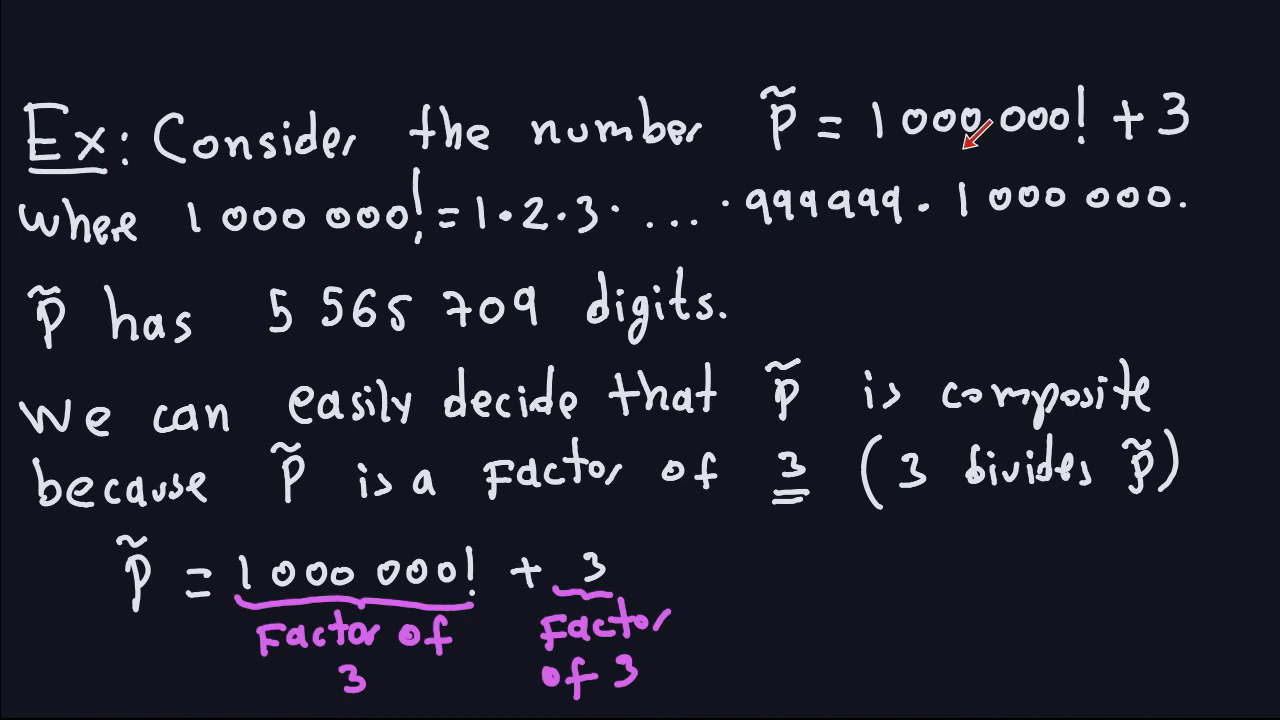 Ex: Consider the number p̃ = 1 000 000! + 3
where 1 000 000! = 1 • 2 • 3 • ... • 999999 • 1 000 000.
p̃ has 5 565 709 digits.
We can easily decide that p̃ is composite
because p̃ is a Factor of 3 (3 divides p̃)
p̃ = 1 000 000! + 3
Factor of Factor
3 of 3